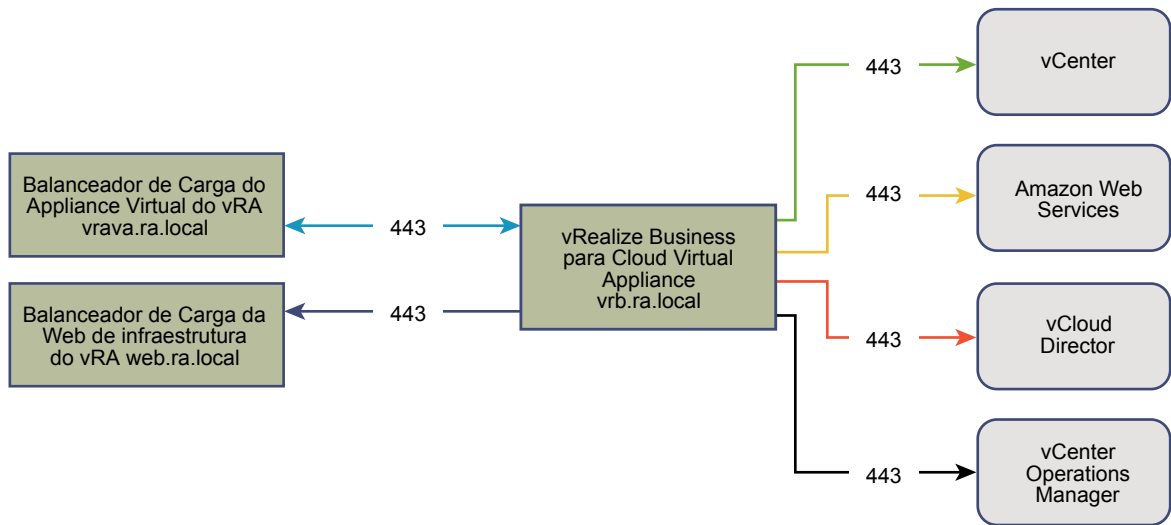 443
vCenter
Balanceador de Carga do
Appliance Virtual do vRA
vrava.ra.local
443
vRealize Business
para Cloud Virtual
Appliance
vrb.ra.local
443
Amazon Web
Services
Balanceador de Carga da
Web de infraestrutura
do vRA web.ra.local
443
443
vCloud
Director
443
vCenter
Operations
Manager